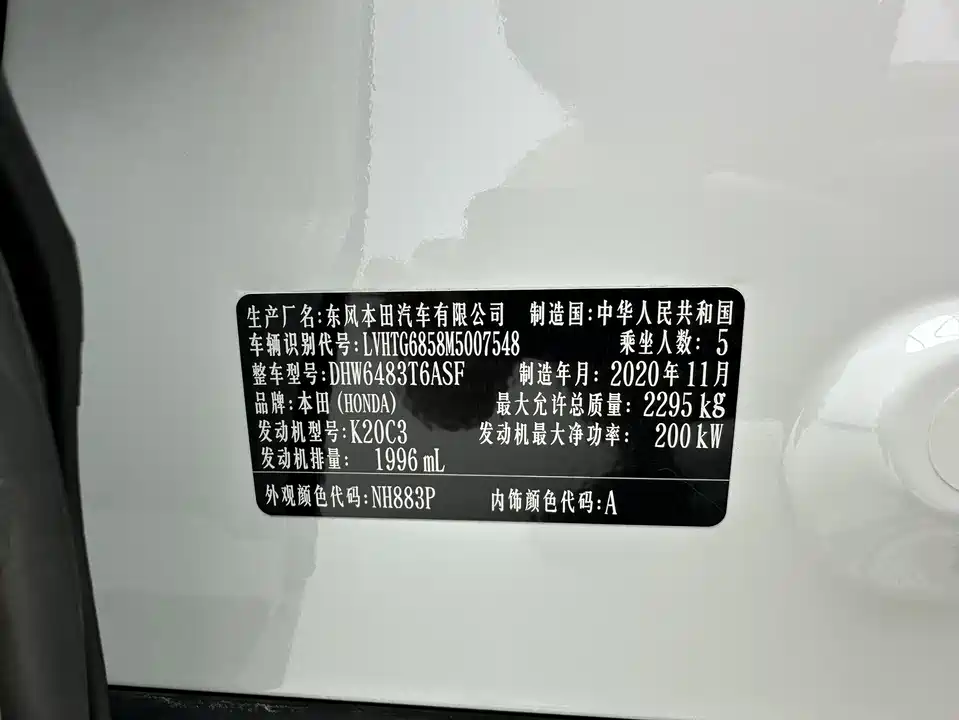 生产厂名:东风本田汽车有限公司 制造国:中华人民共和国
车辆识别代号:LVHTG6858M5007548 乘坐人数: 5
整车型号:DHW6483T6ASF 制造年月: 2020年11月
品牌:本田(HONDA) 最大允许总质量: 2295kg
发动机型号:K20C3 发动机最大净功率: 200kW
发动机排量: 1996mL
外观颜色代码:NH883P 内饰颜色代码:A